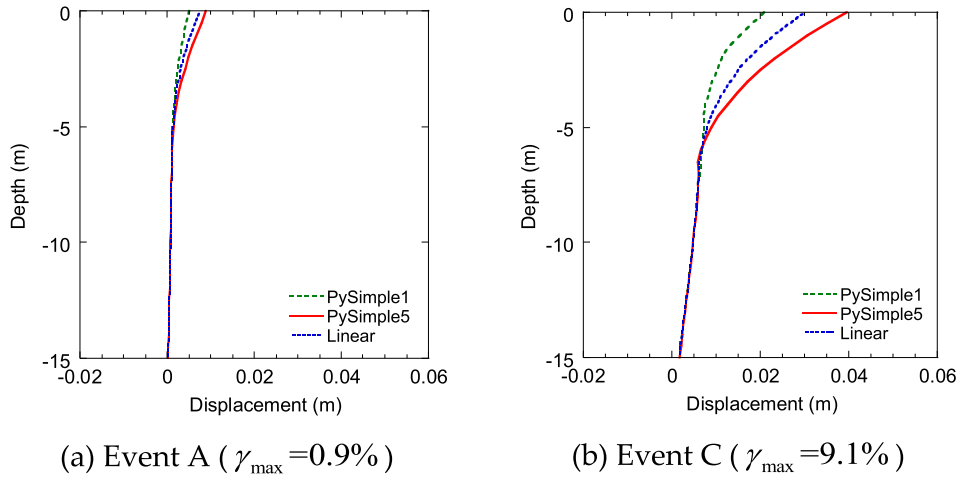 0
-5
-10
-15
Depth (m)
-0.02 0 0.02 0.04 0.06
Displacement (m)
PySimple1
PySimple5
Linear
(a) Event A ( γmax =0.9%)
0
-5
-10
-15
Depth (m)
-0.02 0 0.02 0.04 0.06
Displacement (m)
PySimple1
PySimple5
Linear
(b) Event C ( γmax =9.1%)